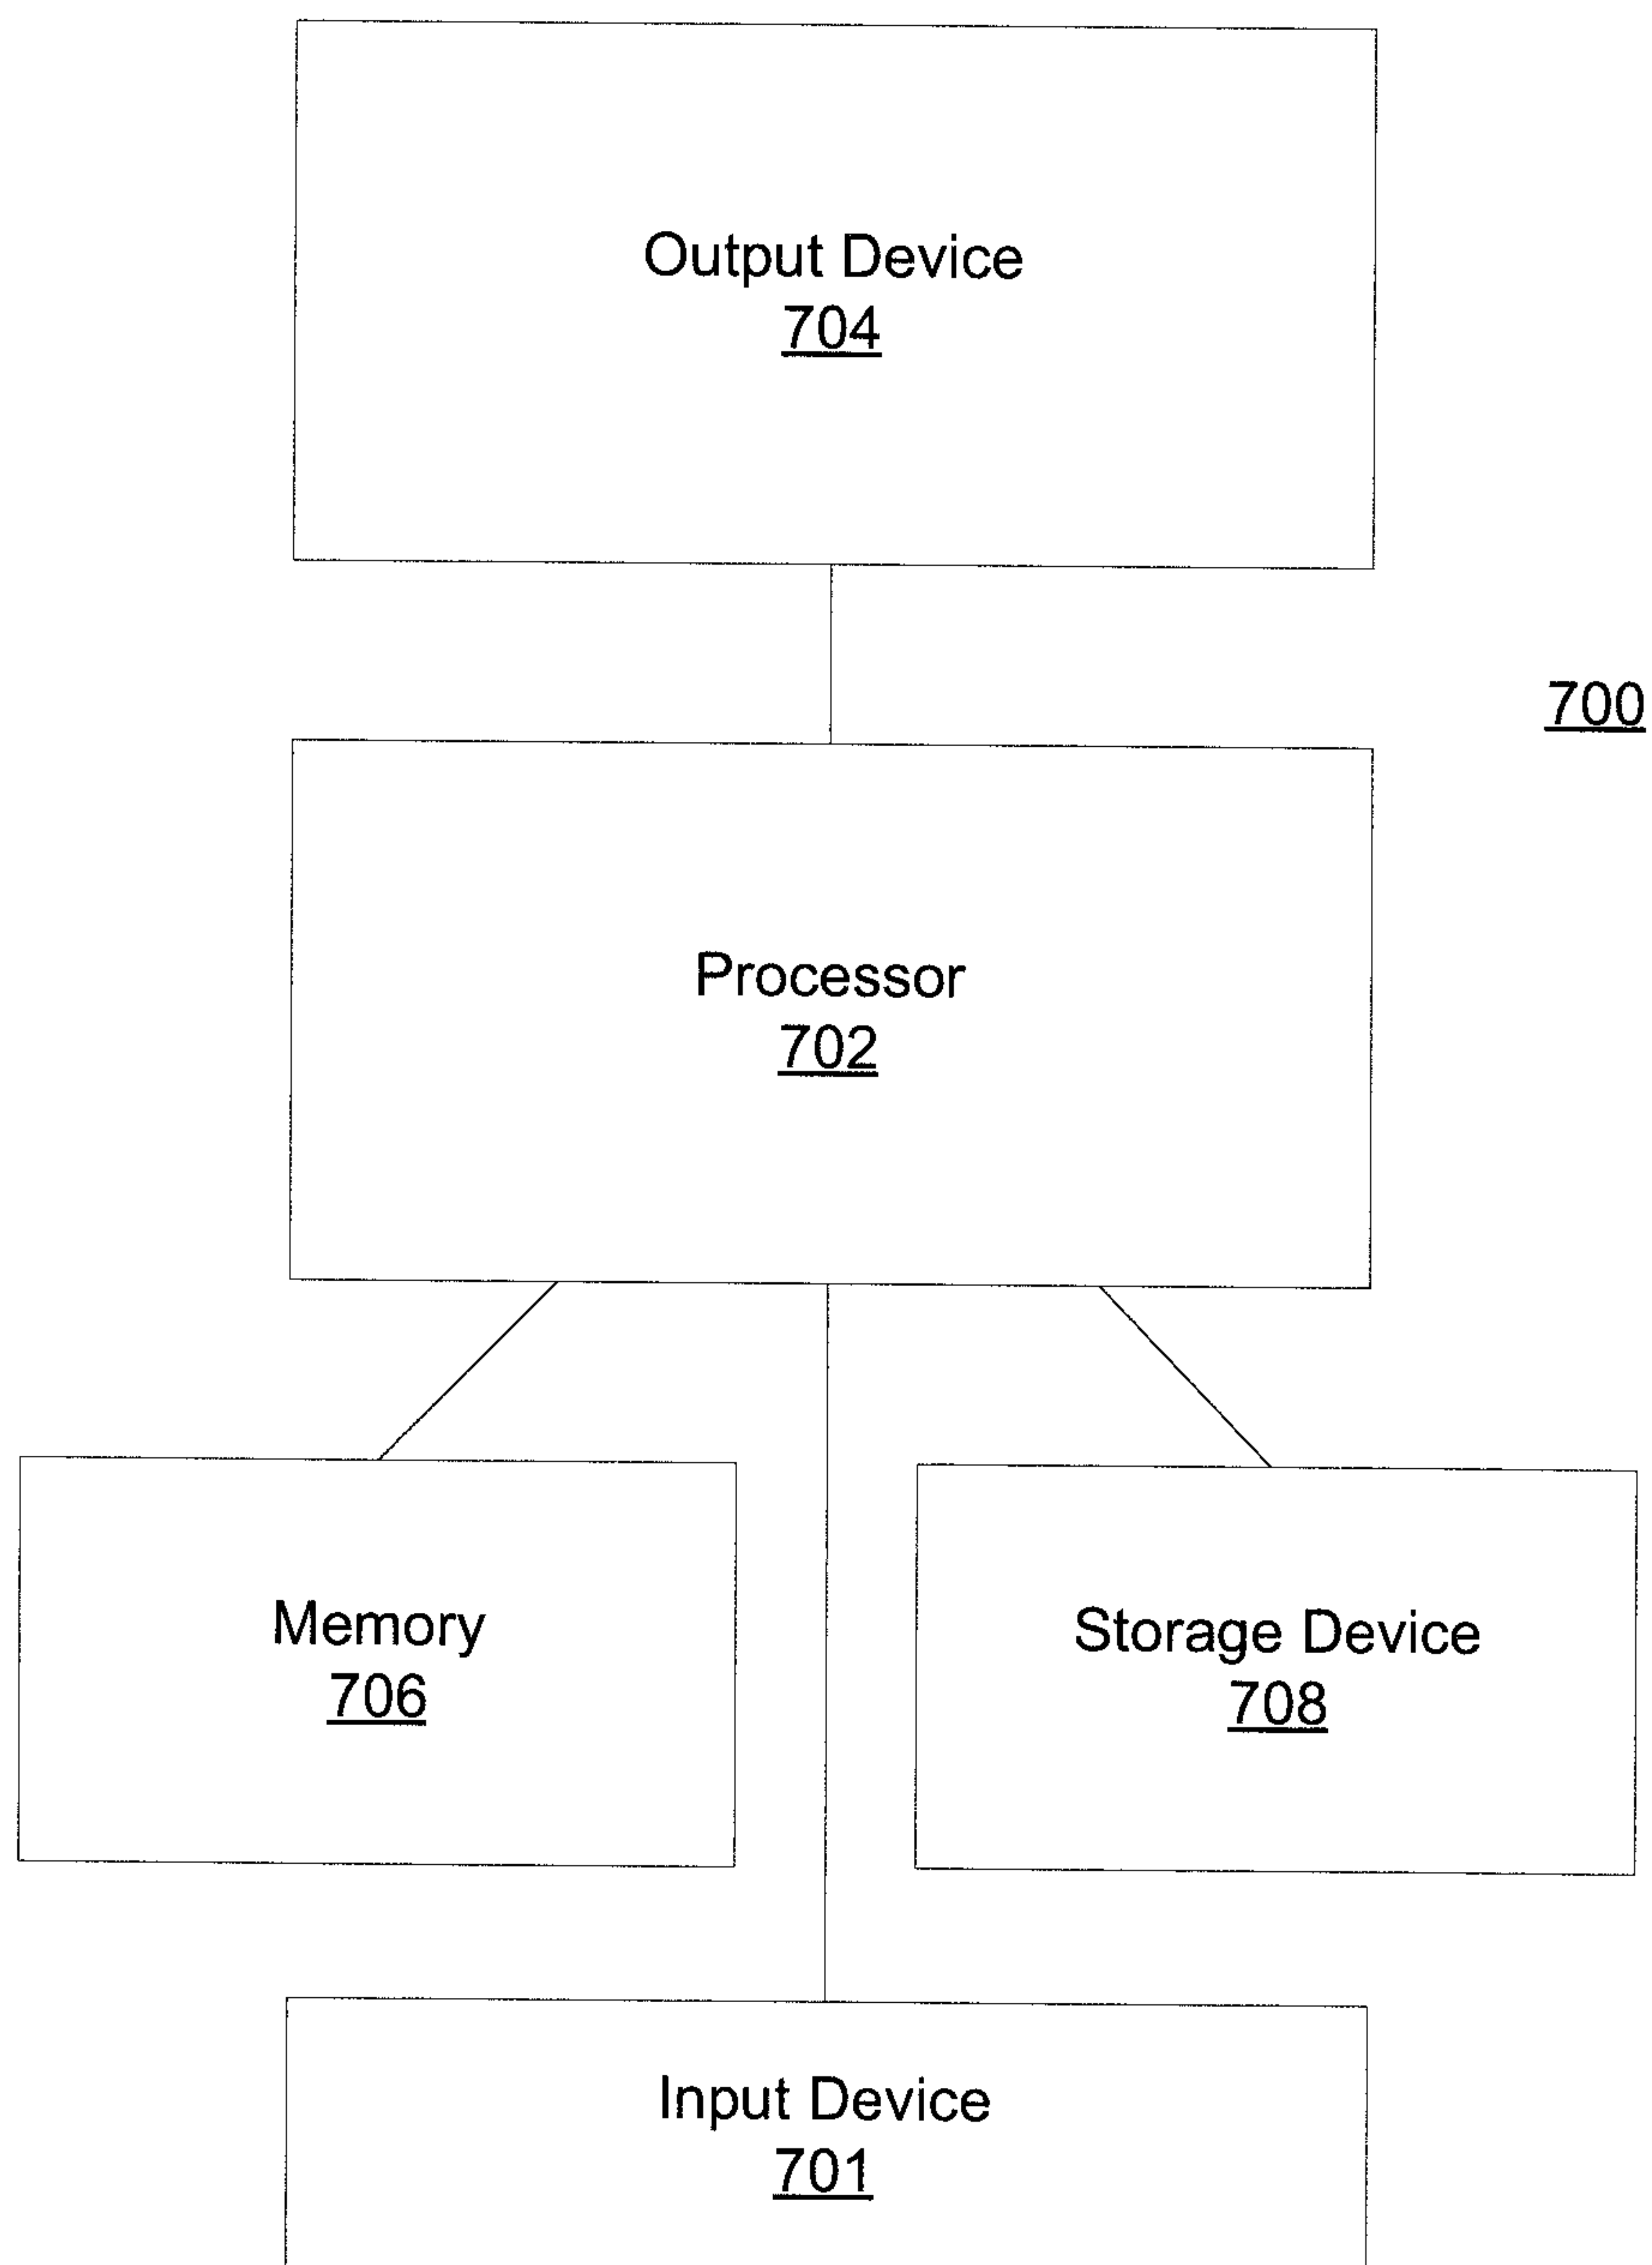 Output Device
704
700
Processor
702
Memory
706
Storage Device
708
Input Device
701